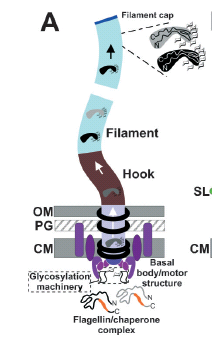 A
Filament cap
N
N
Filament
Hook
OM
PG
CM
SL
CM
Basal
body/motor
structure
Glycosylation
machinery
N
C
N
C
Flagellin/chaperone
complex